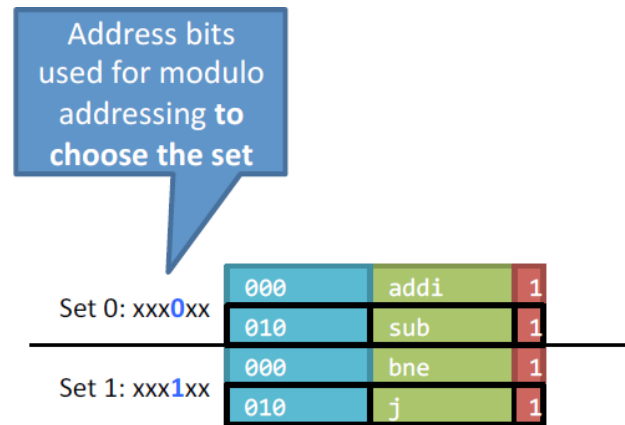 Address bits
used for modulo
addressing to
choose the set
Set 0: xxx0xx
000 addi 1
010 sub 1
Set 1: xxx1xx
000 bne 1
010 j 1